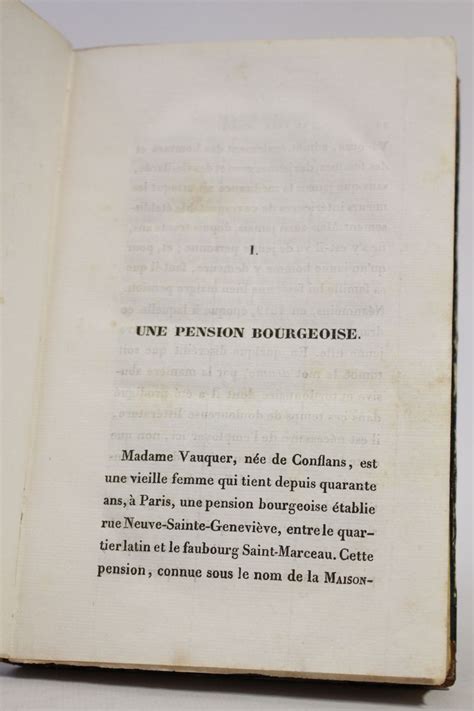 I.
UNE PENSION BOURGEOISE.
Madame Vauquer, née de Conflans, est
une vieille femme qui tient depuis quarante
ans, à Paris, une pension bourgeoise établie
rue Neuve-Sainte-Geneviève, entre le quar-
tier latin et le faubourg Saint-Marceau. Cette
pension, connue sous le nom de la MAISON-